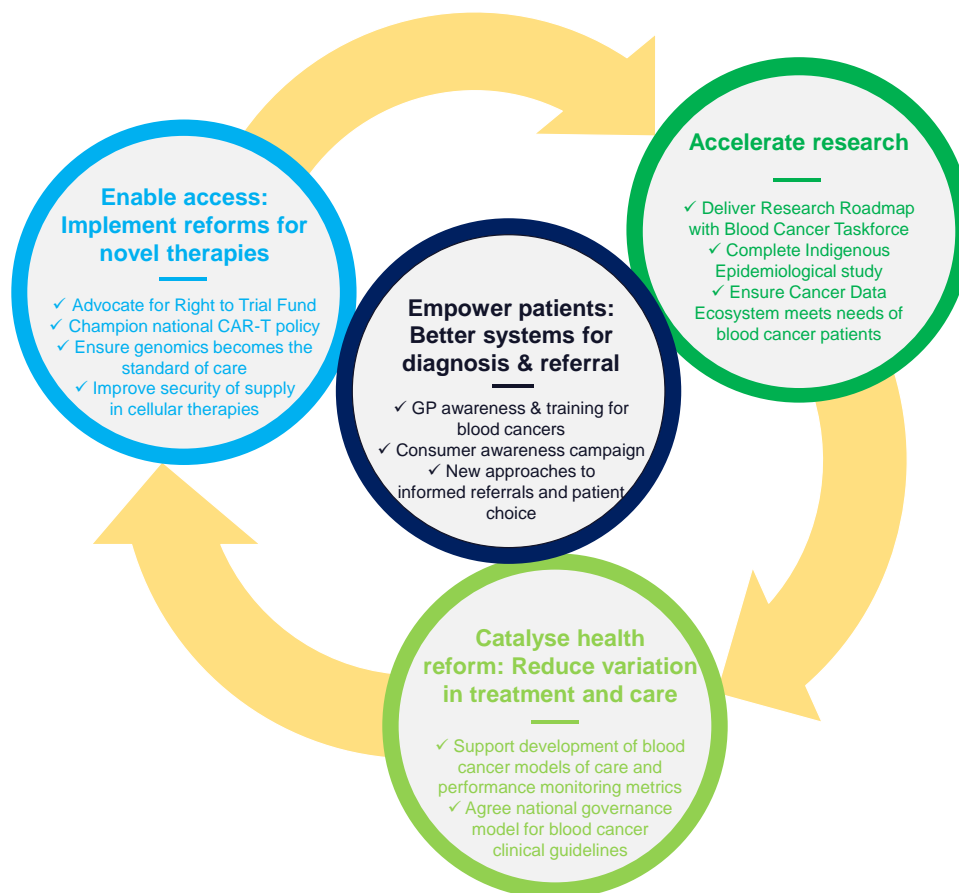 Enable access:
Implement reforms for
novel therapies
✓ Advocate for Right to Trial Fund
✓ Champion national CAR-T policy
✓ Ensure genomics becomes the
standard of care
✓ Improve security of supply
in cellular therapies
Accelerate research
✓ Deliver Research Roadmap
with Blood Cancer Taskforce
✓ Complete Indigenous
Epidemiological study
✓ Ensure Cancer Data
Ecosystem meets needs of
blood cancer patients
Empower patients:
Better systems for
diagnosis & referral
✓ GP awareness & training for
blood cancers
✓ Consumer awareness campaign
✓ New approaches to
informed referrals and patient
choice
Catalyse health
reform: Reduce variation
in treatment and care
✓ Support development of blood
cancer models of care and
performance monitoring metrics
✓ Agree national governance
model for blood cancer
clinical guidelines